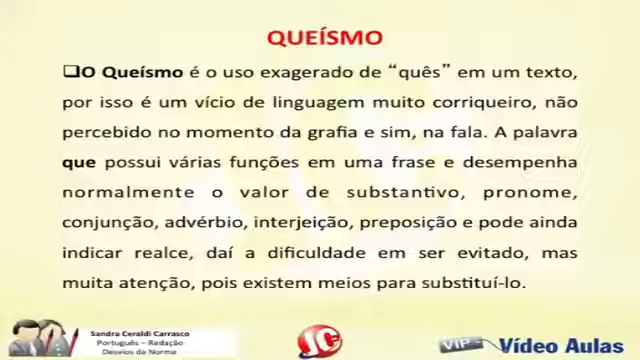 QUEÍSMO
❑O Queísmo é o uso exagerado de “quês” em um texto,
por isso é um vício de linguagem muito corriqueiro, não
percebido no momento da grafia e sim, na fala. A palavra
que possui várias funções em uma frase e desempenha
normalmente o valor de substantivo, pronome,
conjunção, advérbio, interjeição, preposição e pode ainda
indicar realce, daí a dificuldade em ser evitado, mas
muita atenção, pois existem meios para substituí-lo.
Sandra Ceraldi Carrasco
Português – Redação
Desvios da Norma
VIP Vídeo Aulas